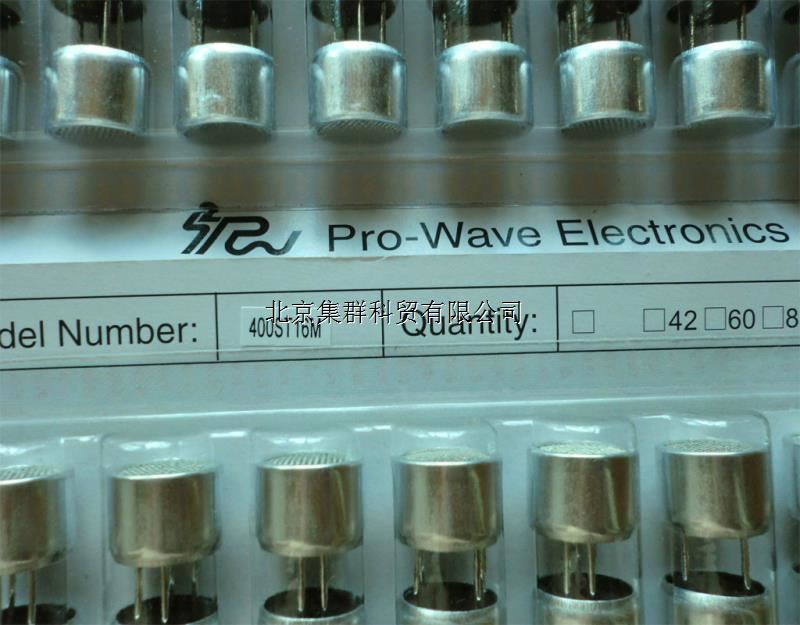 Pro-Wave Electronics
del Number: 400ST16M Quantity: □ □42 □60 □8
北京集群科贸有限公司